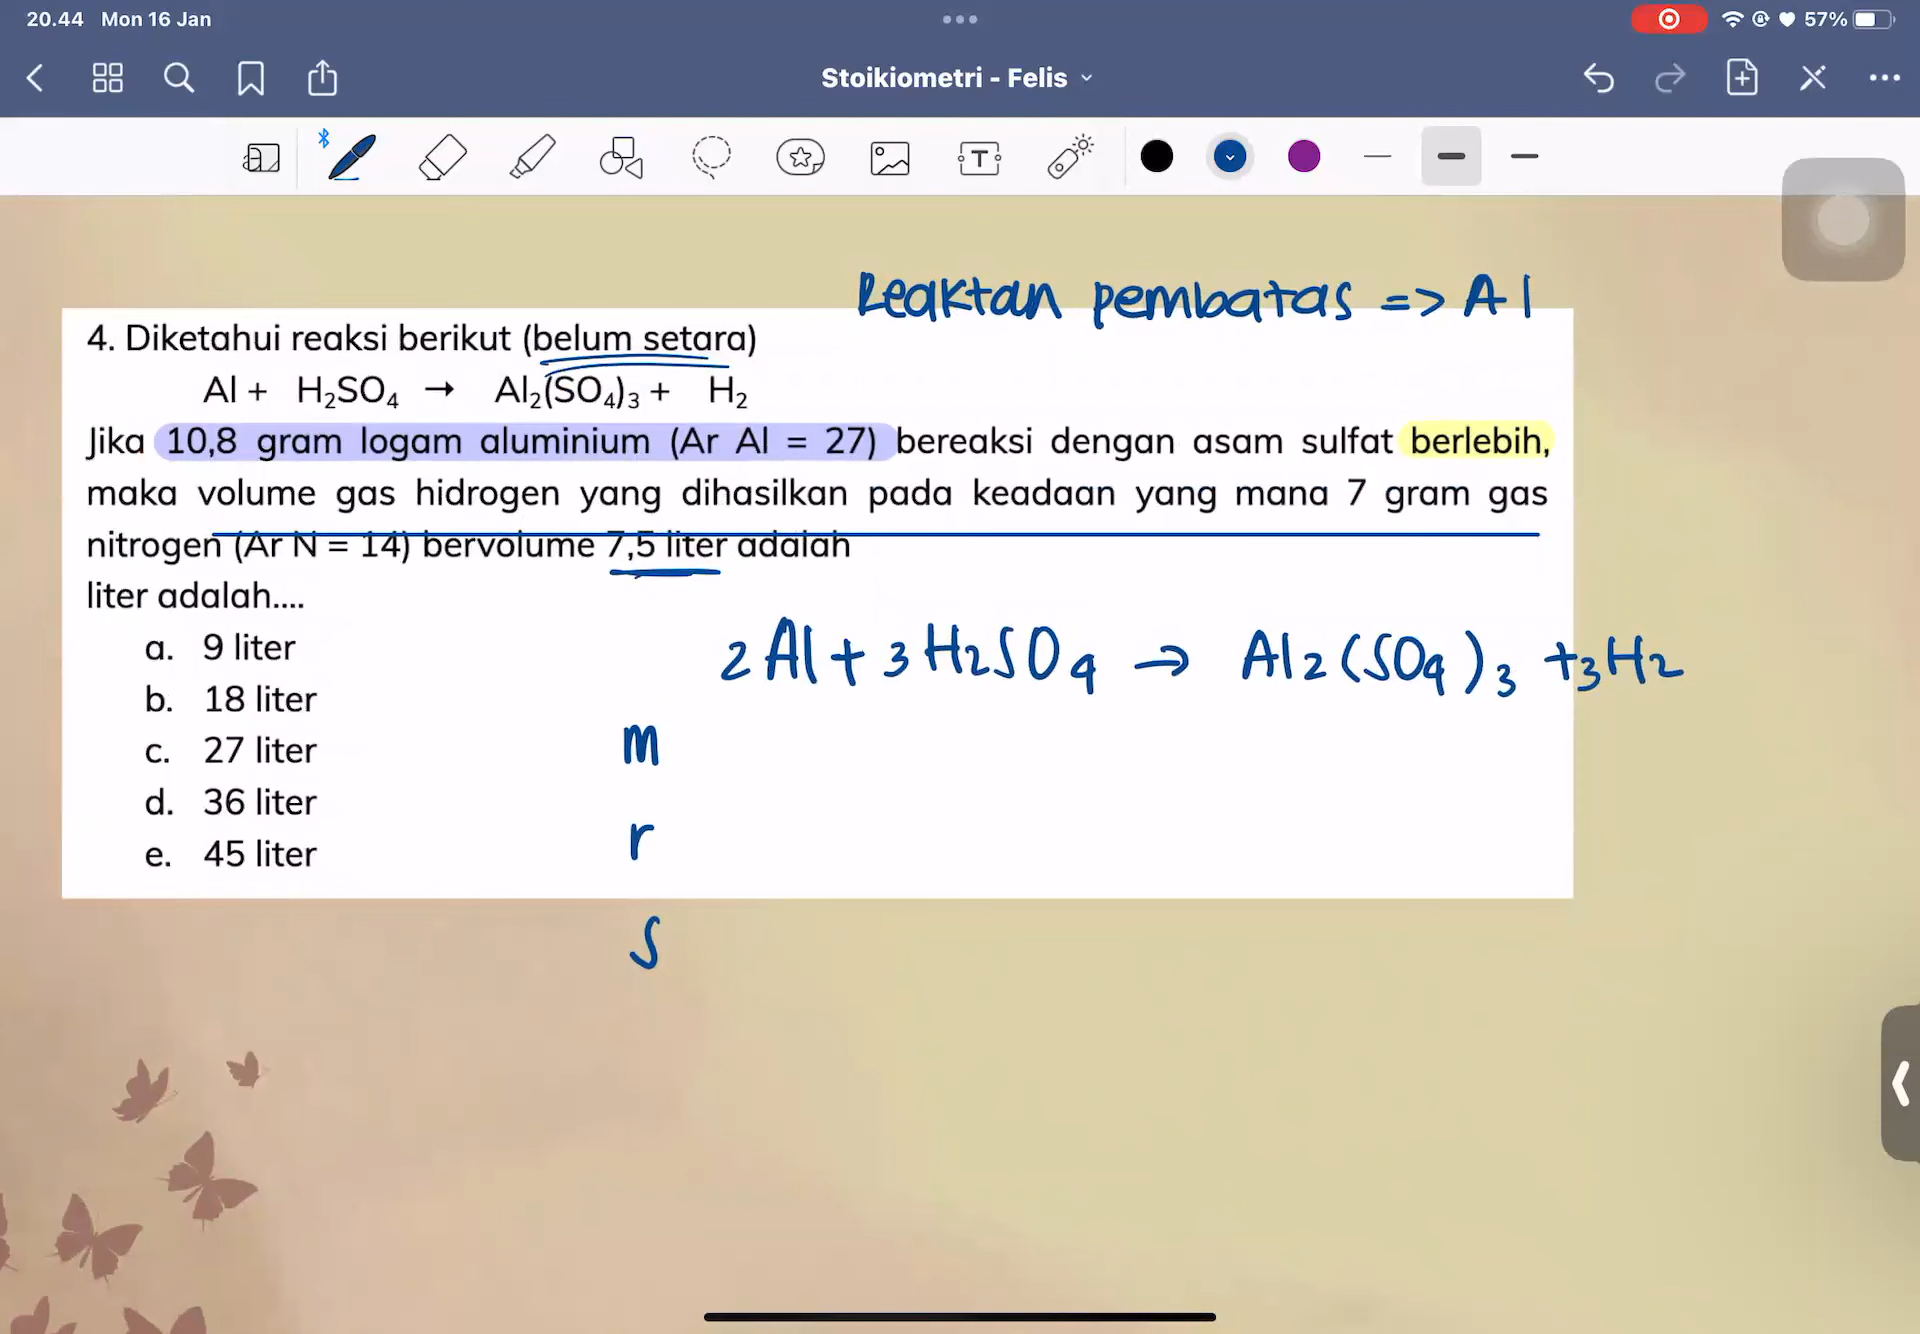 20.44 Mon 16 Jan
57%
Stoikiometri - Felis
a
T
Reaktan pembatas => Al
4. Diketahui reaksi berikut (belum setara)
Al + H₂SO₄ → Al₂(SO₄)₃ + H₂
Jika 10,8 gram logam aluminium (Ar Al = 27) bereaksi dengan asam sulfat berlebih,
maka volume gas hidrogen yang dihasilkan pada keadaan yang mana 7 gram gas
nitrogen (Ar N = 14) bervolume 7,5 liter adalah
liter adalah....
a. 9 liter
b. 18 liter
c. 27 liter
d. 36 liter
e. 45 liter
2Al + 3H₂SO₄ → Al₂(SO₄)₃ + 3H₂
m
r
s